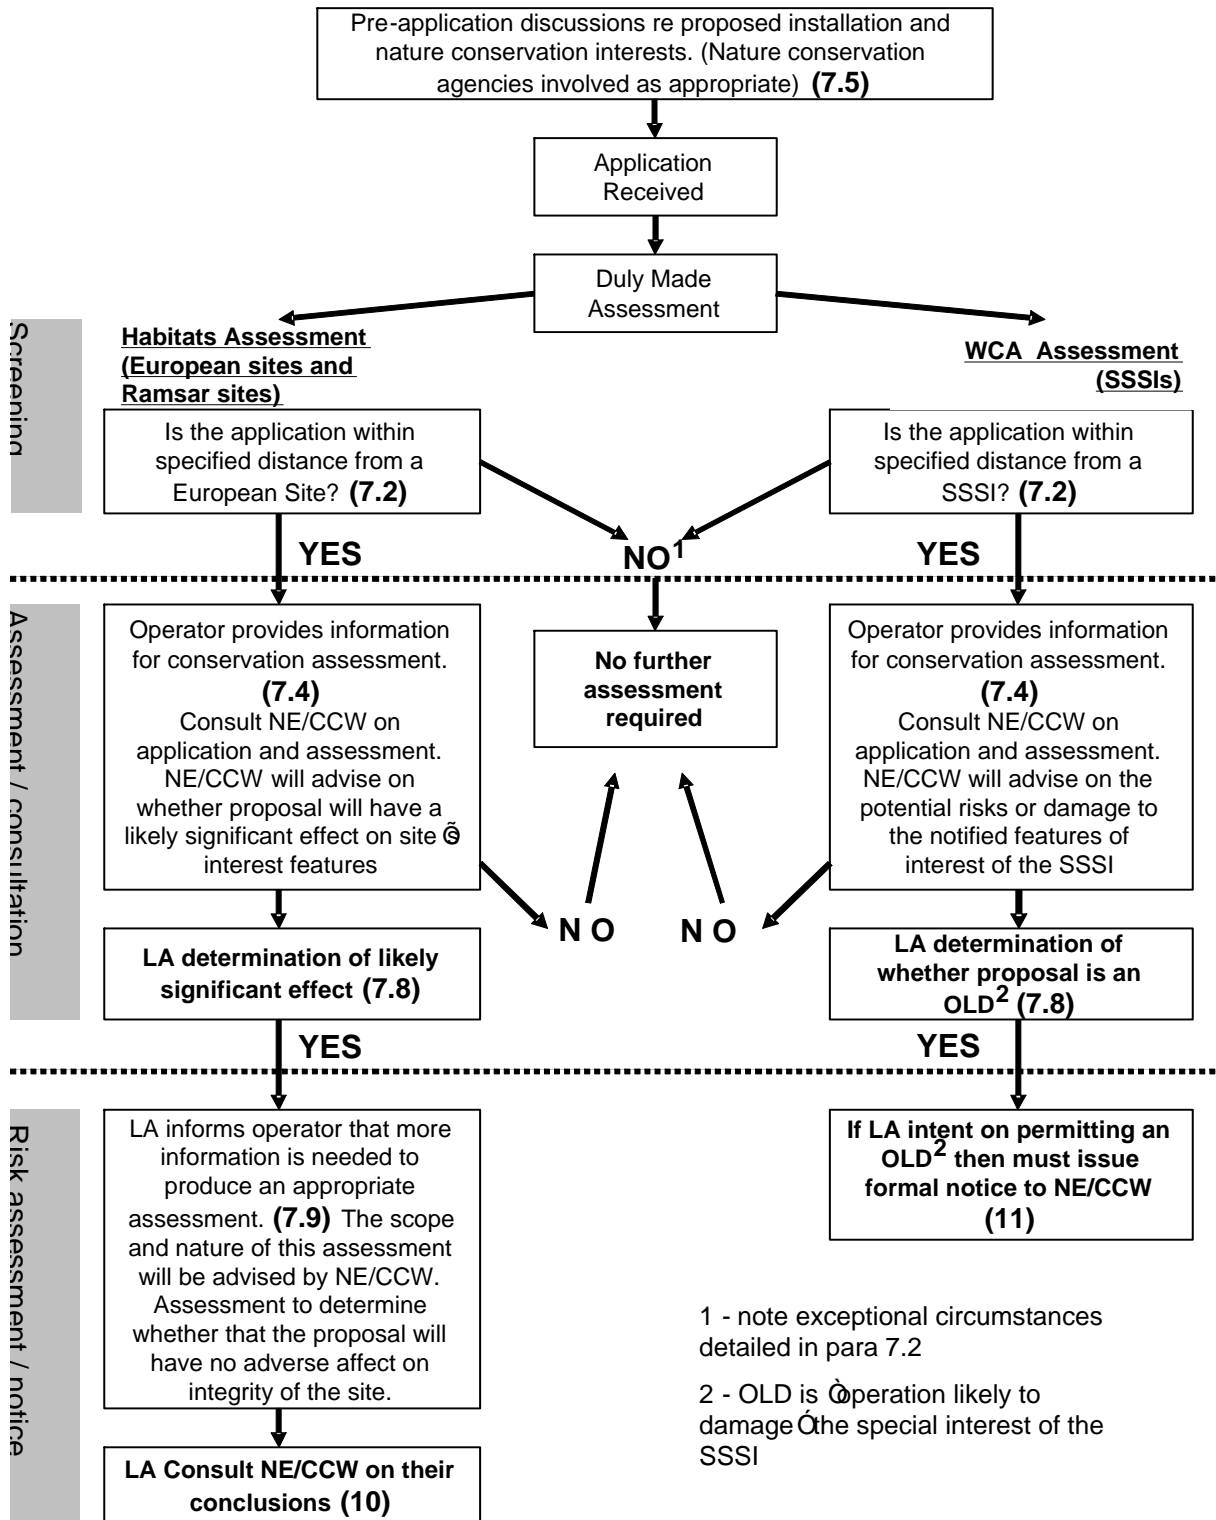 Pre-application discussions re proposed installation and
nature conservation interests. (Nature conservation
agencies involved as appropriate) (7.5)
Application
Received
Duly Made
Assessment
Screening
Habitats Assessment
(European sites and
Ramsar sites)
WCA Assessment
(SSSIs)
Is the application within
specified distance from a
European Site? (7.2)
Is the application within
specified distance from a
SSSI? (7.2)
YES
NO1
YES
Assessment / consultation
Operator provides information
for conservation assessment.
(7.4)
Consult NE/CCW on
application and assessment.
NE/CCW will advise on
whether proposal will have a
likely significant effect on site
interest features
No further
assessment
required
Operator provides information
for conservation assessment.
(7.4)
Consult NE/CCW on
application and assessment.
NE/CCW will advise on the
potential risks or damage to
the notified features of
interest of the SSSI
N O
N O
LA determination of likely
significant effect (7.8)
LA determination of
whether proposal is an
OLD2 (7.8)
YES
YES
Risk assessment / notice
LA informs operator that more
information is needed to
produce an appropriate
assessment. (7.9) The scope
and nature of this assessment
will be advised by NE/CCW.
Assessment to determine
whether that the proposal will
have no adverse affect on
integrity of the site.
If LA intent on permitting an
OLD2 then must issue
formal notice to NE/CCW
(11)
LA Consult NE/CCW on their
conclusions (10)
1 - note exceptional circumstances
detailed in para 7.2
2 - OLD is Òoperation likely to
damageÓ the special interest of the
SSSI